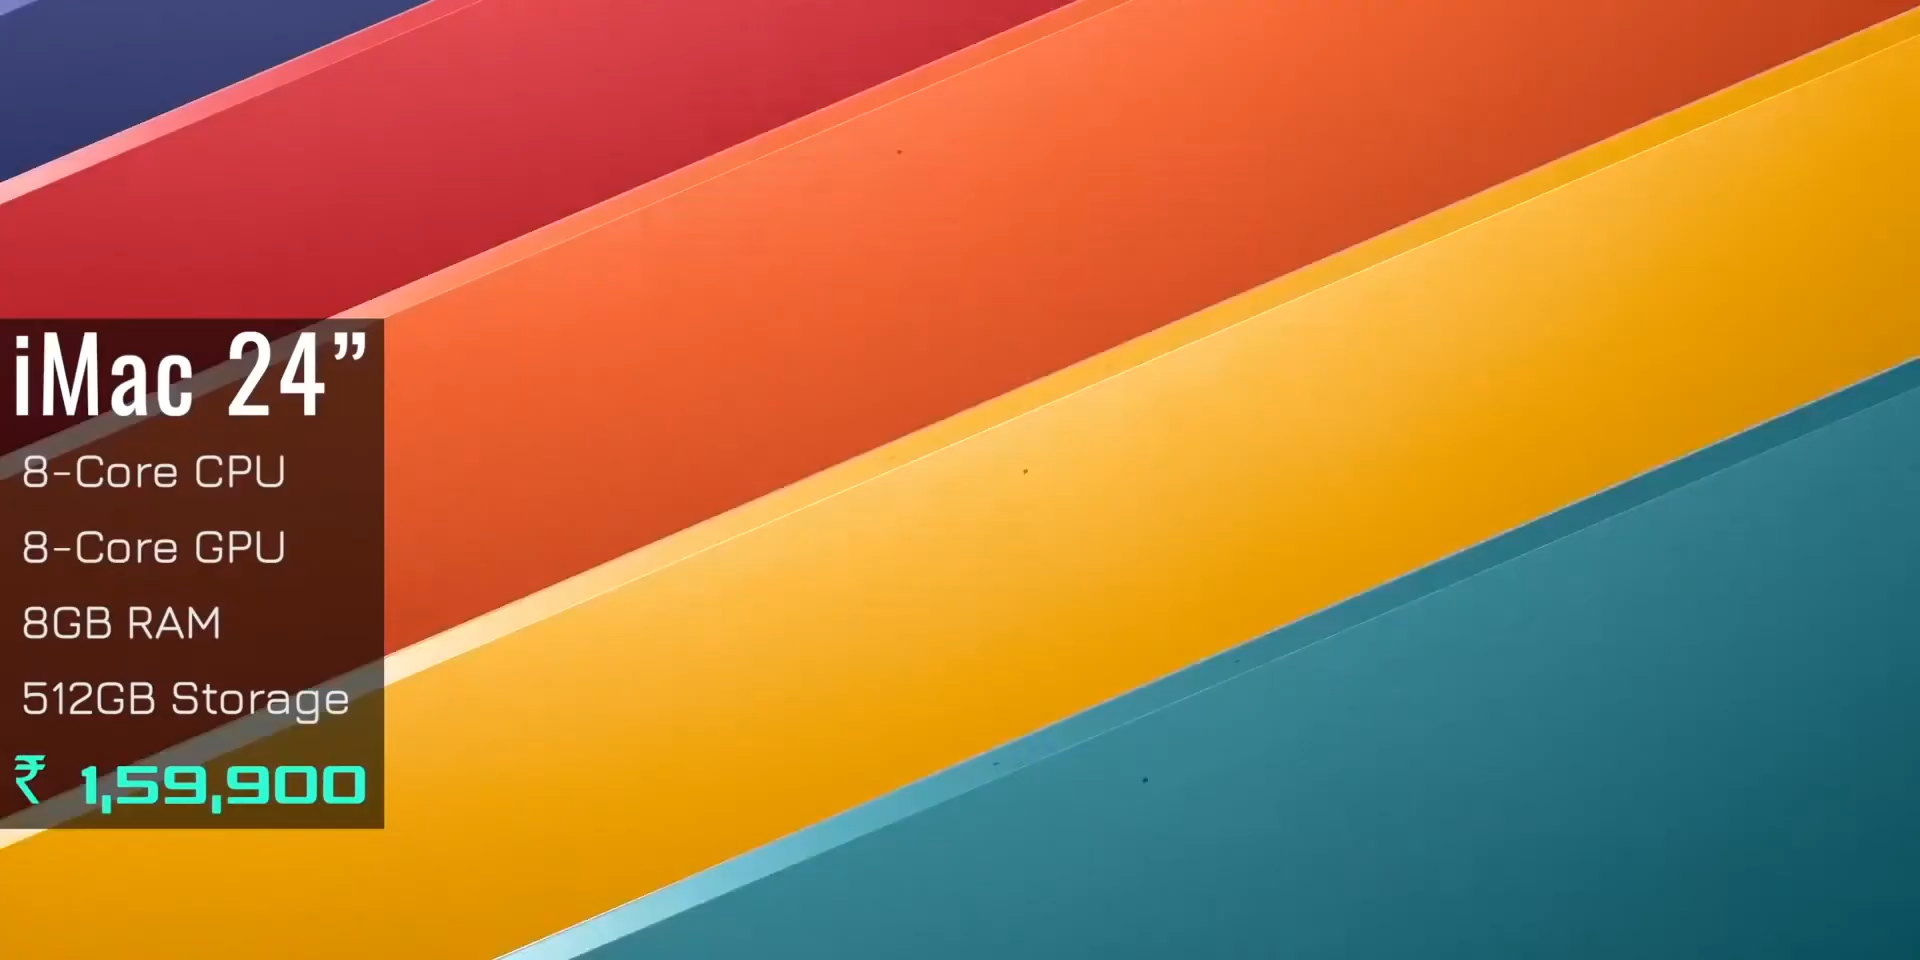 iMac 24”
8-Core CPU
8-Core GPU
8GB RAM
512GB Storage
₹ 1,59,900